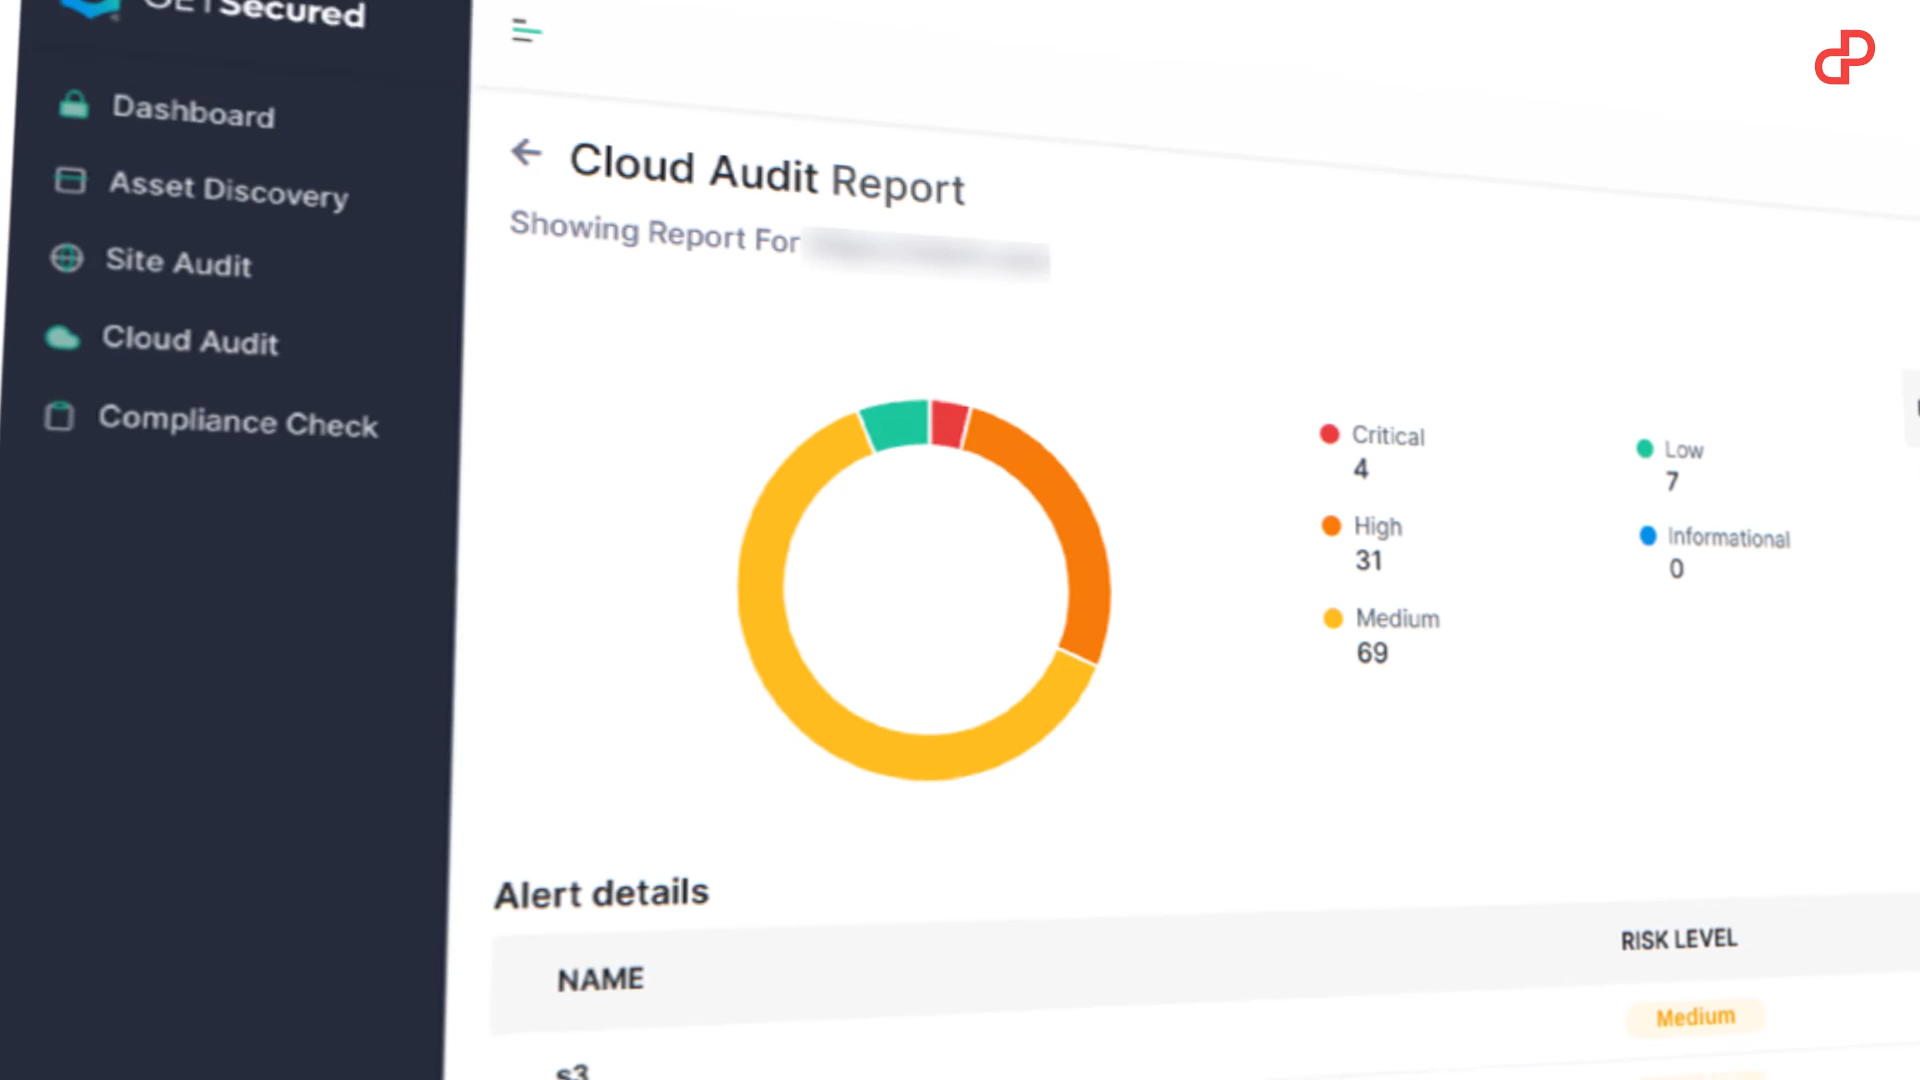 GETSecured
Dashboard
Asset Discovery
Site Audit
Cloud Audit
Compliance Check
Cloud Audit Report
Showing Report For
Critical
4
High
31
Medium
69
Low
7
Informational
0
Alert details
NAME
RISK LEVEL
Medium
s3